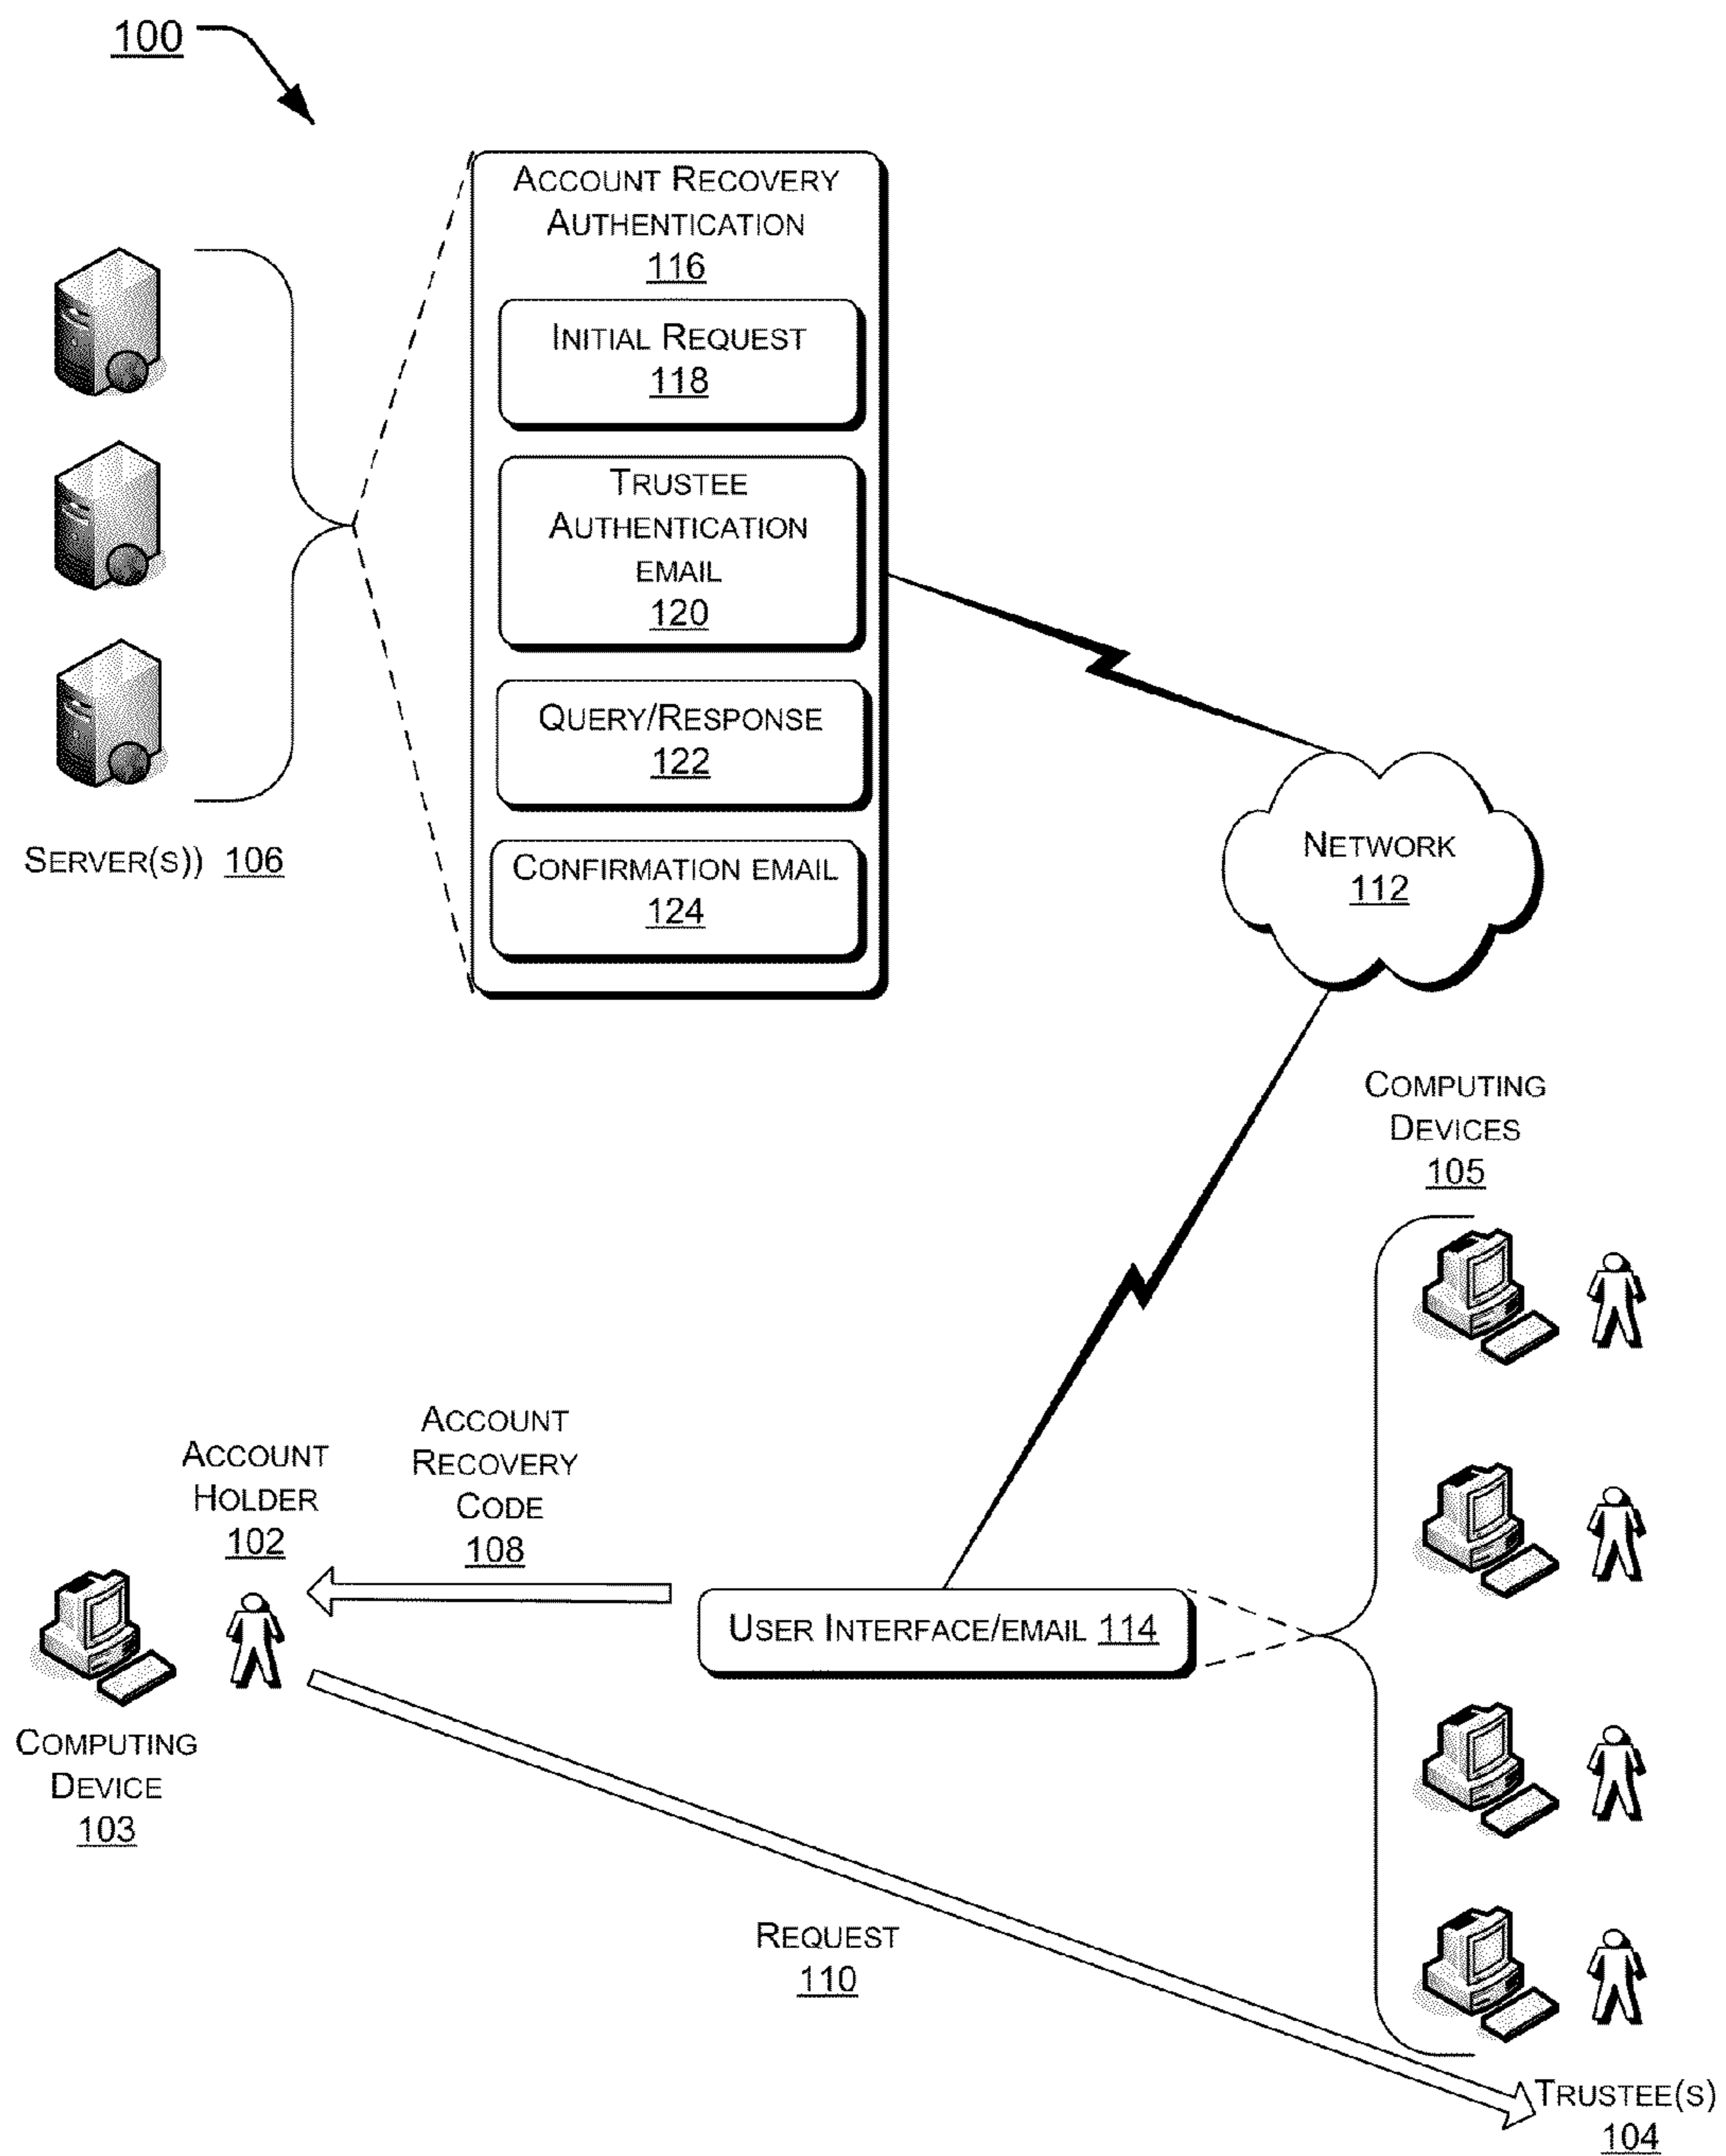 100
ACCOUNT RECOVERY
AUTHENTICATION
116
INITIAL REQUEST
118
TRUSTEE
AUTHENTICATION
EMAIL
120
QUERY/RESPONSE
122
CONFIRMATION EMAIL
124
SERVER(S)) 106
NETWORK
112
COMPUTING
DEVICES
105
ACCOUNT
HOLDER
102
ACCOUNT
RECOVERY
CODE
108
USER INTERFACE/EMAIL 114
COMPUTING
DEVICE
103
REQUEST
110
TRUSTEE(S)
104